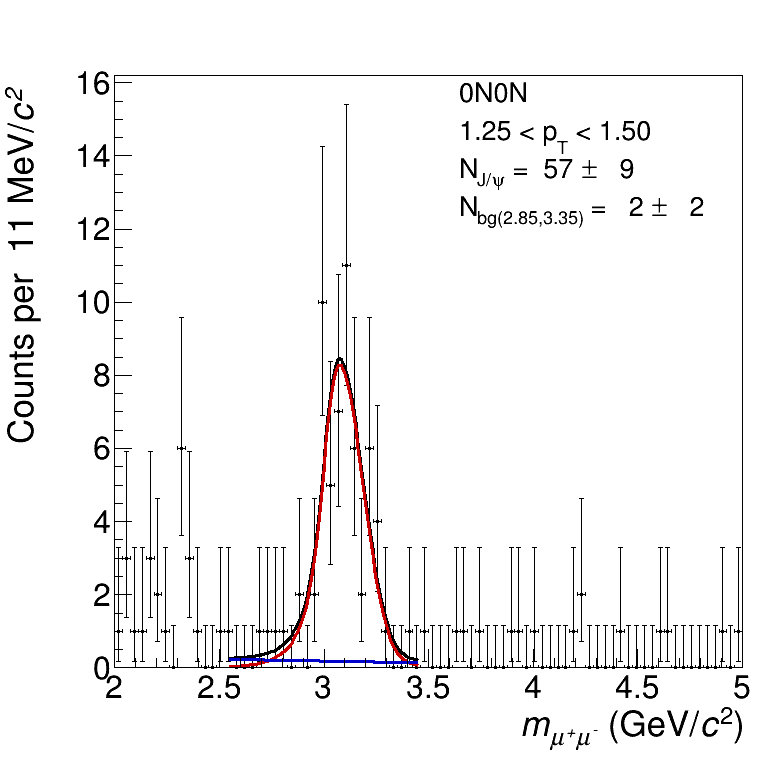 Counts per 11 MeV/c²
16
14
12
10
8
6
4
2
0
0N0N
1.25 < p_T < 1.50
N_J/ψ = 57 ± 9
N_bg(2.85,3.35) = 2 ± 2
2 2.5 3 3.5 4 4.5 5
m_μ⁺μ⁻ (GeV/c²)